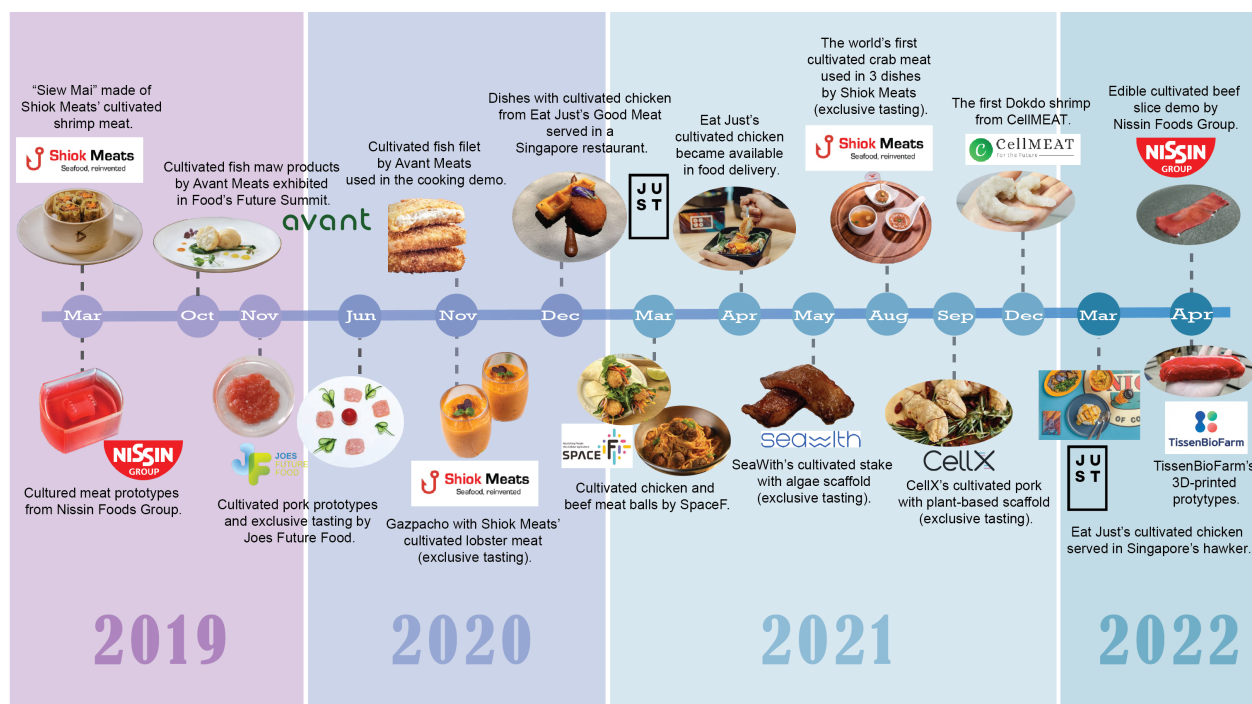 “Siew Mai” made of
Shiok Meats’ cultivated
shrimp meat.
Shiok Meats
Seafood, reinvented
Cultivated fish maw products
by Avant Meats exhibited
in Food’s Future Summit.
avant
Cultivated fish filet
by Avant Meats
used in the cooking demo.
Dishes with cultivated chicken
from Eat Just’s Good Meat
served in a
Singapore restaurant.
JU
ST
Eat Just’s
cultivated chicken
became available
in food delivery.
The world’s first
cultivated crab meat
used in 3 dishes
by Shiok Meats
(exclusive tasting).
Shiok Meats
Seafood, reinvented
The first Dokdo shrimp
from CellMEAT.
C CellMEAT
For the Future
Edible cultivated beef
slice demo by
Nissin Foods Group.
NISSIN
GROUP
Mar
Oct
Nov
Jun
Nov
Dec
Mar
Apr
May
Aug
Sep
Dec
Mar
Apr
NISSIN
GROUP
Cultured meat prototypes
from Nissin Foods Group.
JF
JOES
FUTURE
FOOD
Cultivated pork prototypes
and exclusive tasting by
Joes Future Food.
Shiok Meats
Seafood, reinvented
Gazpacho with Shiok Meats’
cultivated lobster meat
(exclusive tasting).
SPACE F
Cultivated chicken and
beef meat balls by SpaceF.
seawith
SeaWith’s cultivated stake
with algae scaffold
(exclusive tasting).
CellX
CellX’s cultivated pork
with plant-based scaffold
(exclusive tasting).
JU
ST
Eat Just’s cultivated chicken
served in Singapore’s hawker.
TissenBioFarm
TissenBioFarm’s
3D-printed
prototypes.
2019
2020
2021
2022